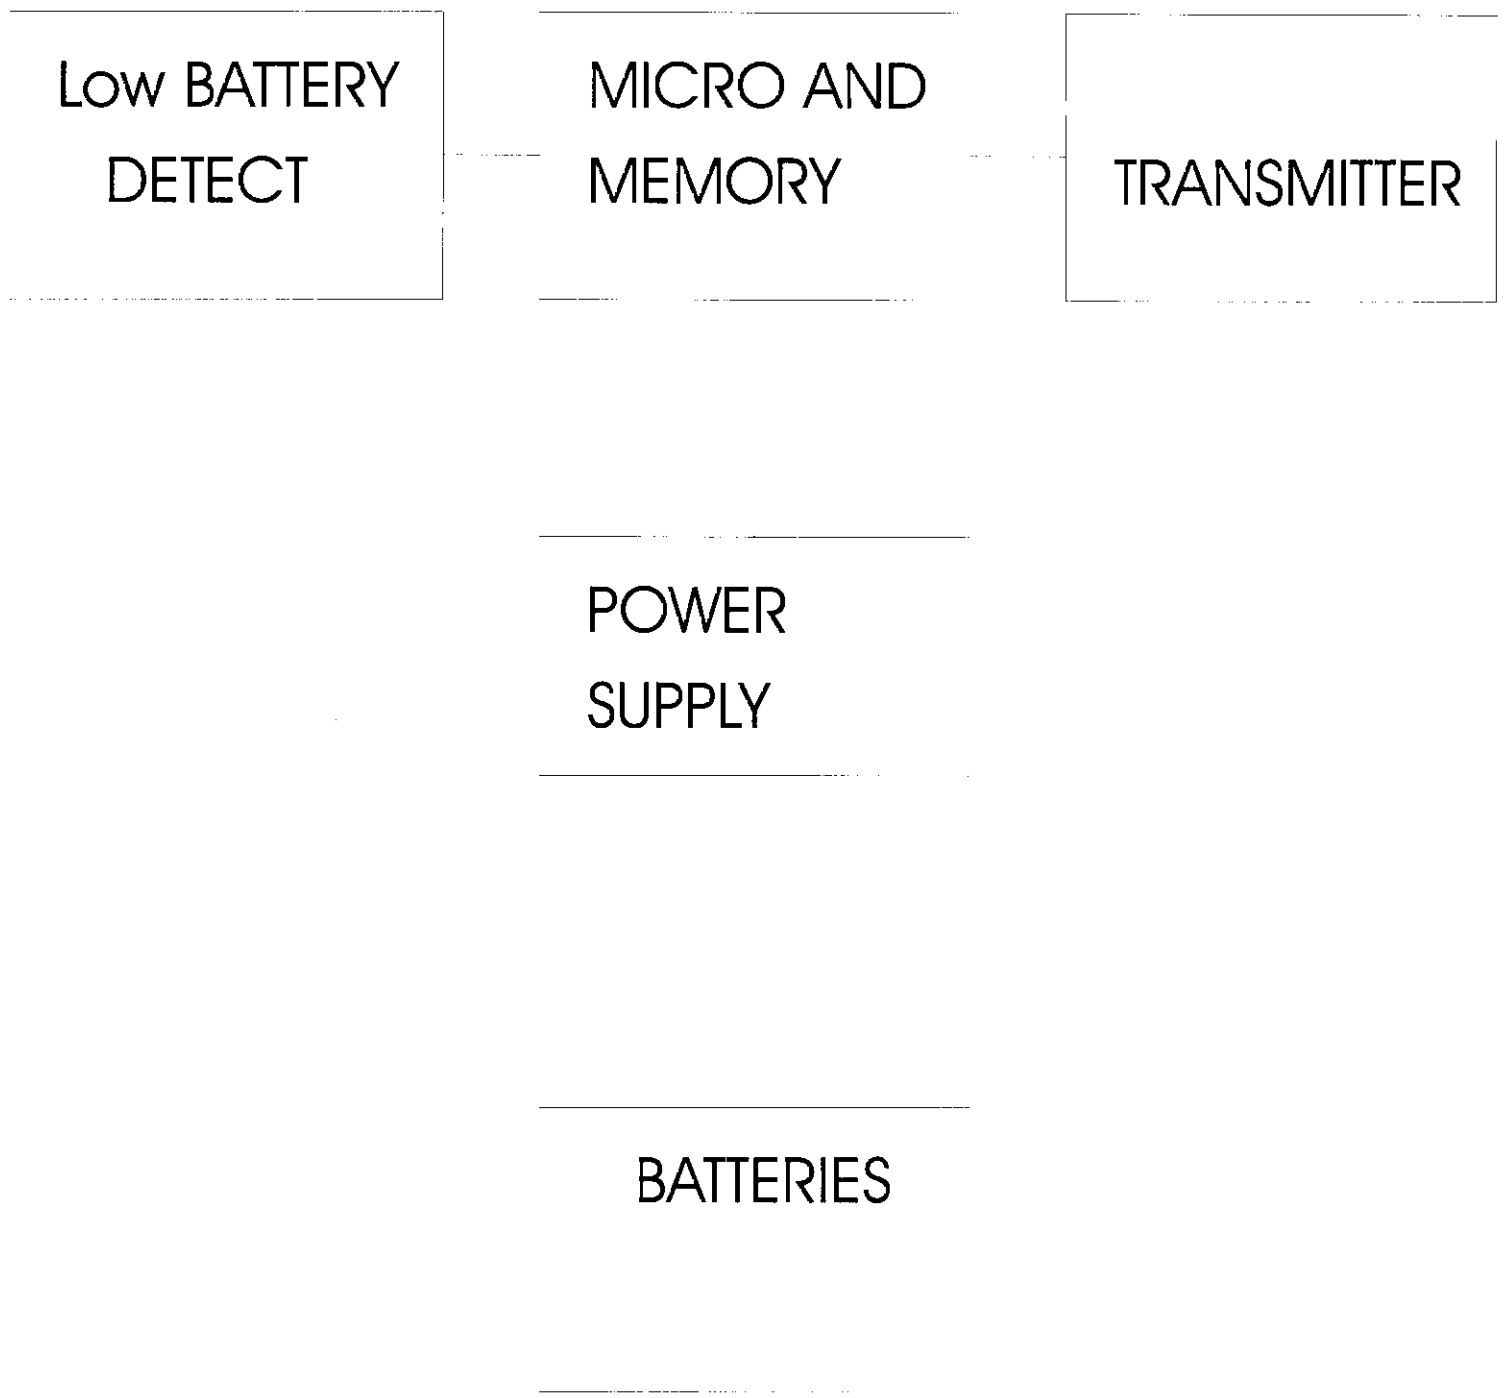 Low BATTERY
DETECT
MICRO AND
MEMORY
TRANSMITTER
POWER
SUPPLY
BATTERIES